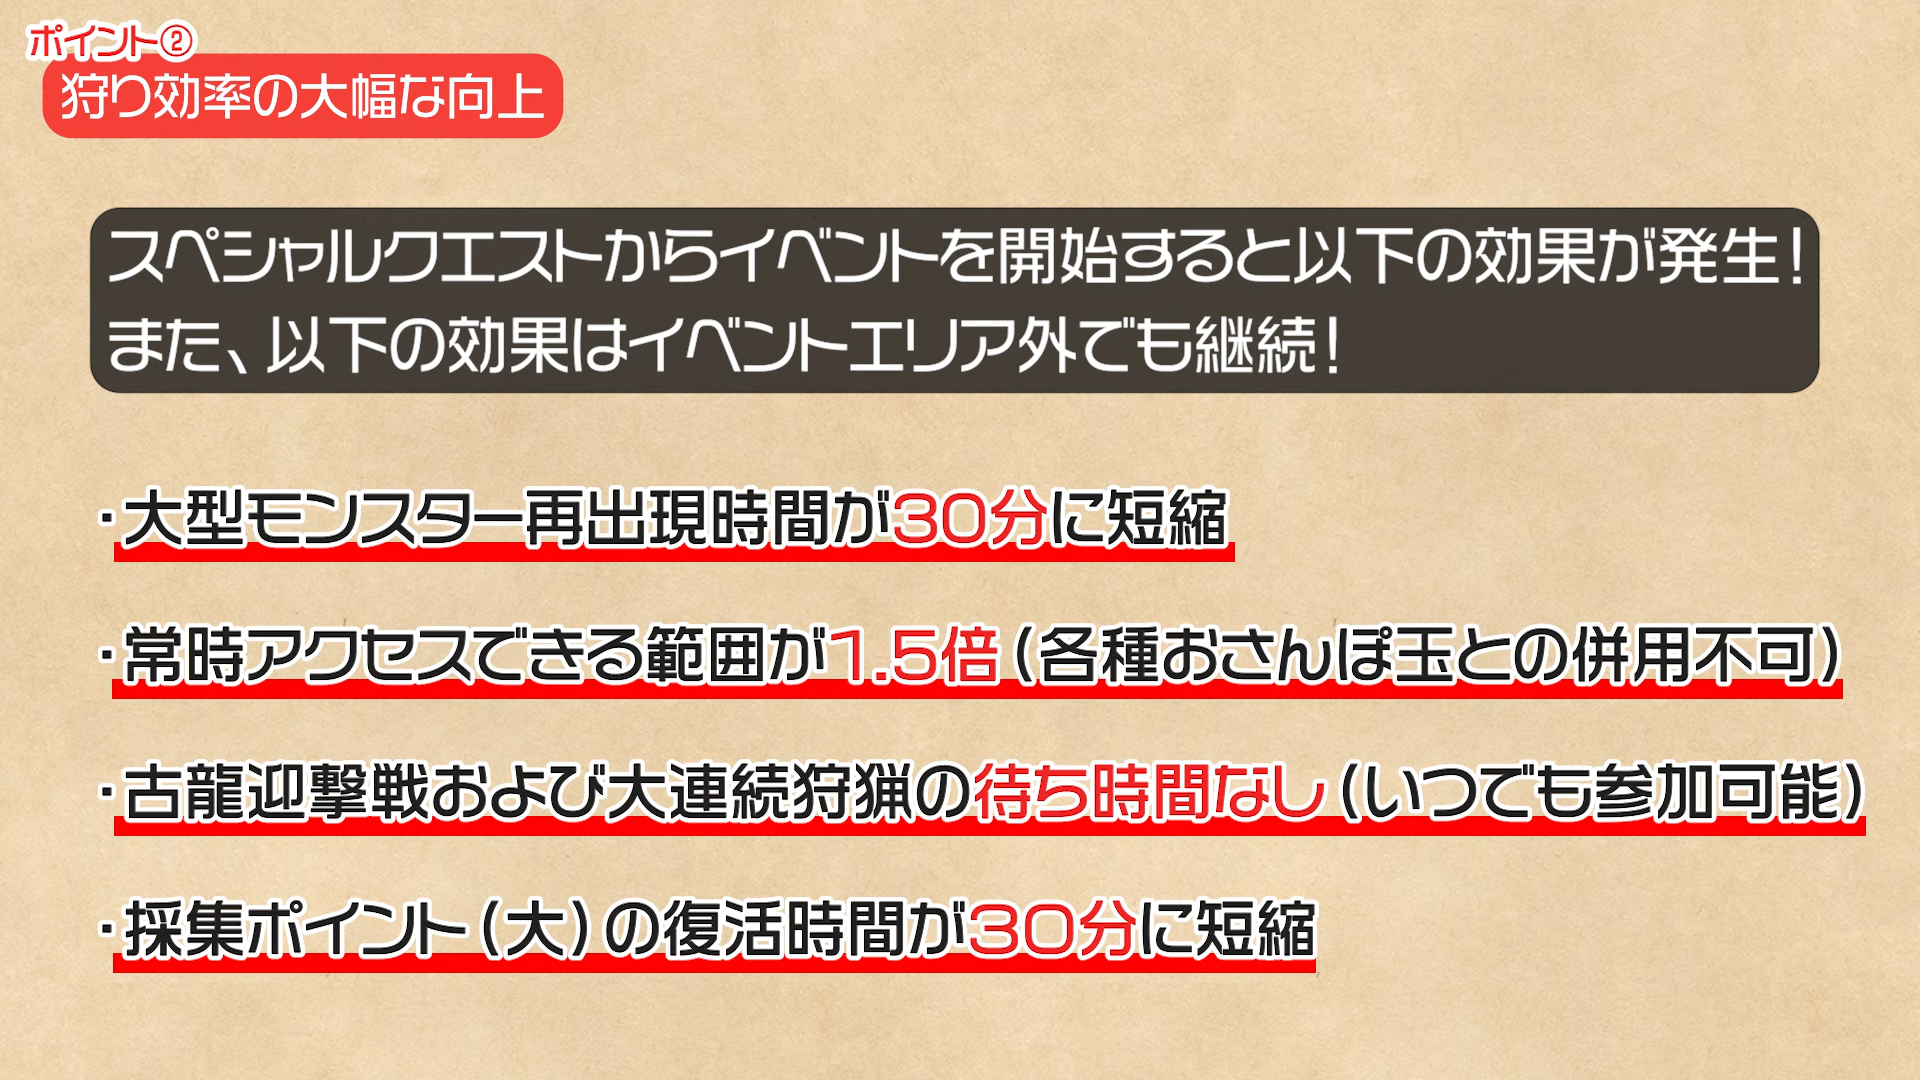 ポイント②
狩り効率の大幅な向上
スペシャルクエストからイベントを開始すると以下の効果が発生！
また、以下の効果はイベントエリア外でも継続！
・大型モンスター再出現時間が30分に短縮
・常時アクセスできる範囲が1.5倍（各種おさんぽ玉との併用不可）
・古龍迎撃戦および大連続狩猟の待ち時間なし（いつでも参加可能）
・採集ポイント（大）の復活時間が30分に短縮